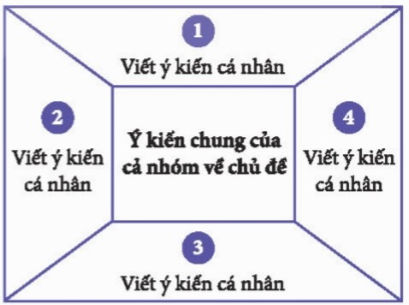 1
Viết ý kiến cá nhân
2
Viết ý kiến
cá nhân
Ý kiến chung của
cả nhóm về chủ đề
4
Viết ý kiến
cá nhân
3
Viết ý kiến cá nhân